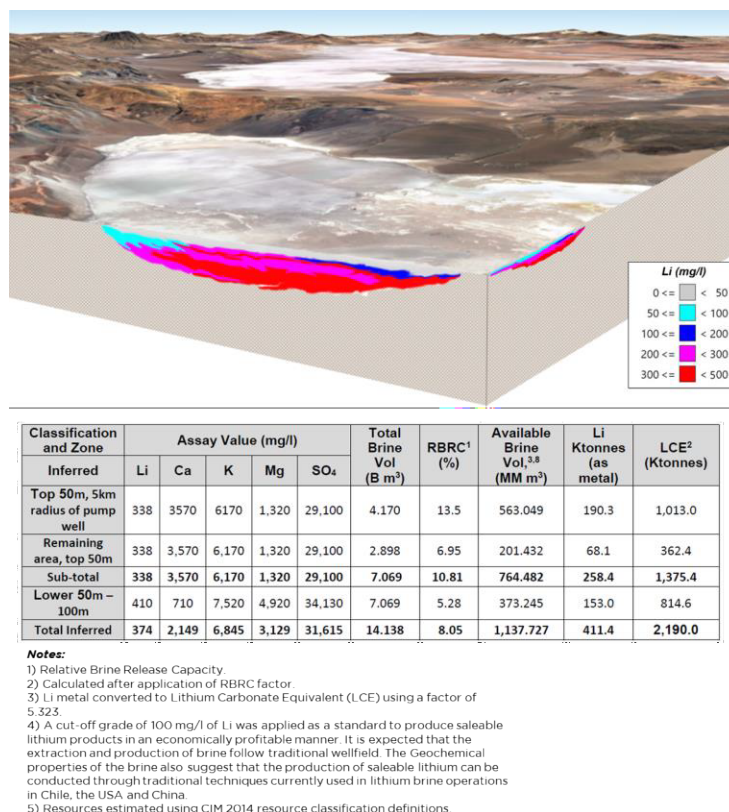 Li (mg/l)
0 <= < 50
50 <= < 100
100 <= < 200
200 <= < 300
300 <= < 500
Classification and Zone Assay Value (mg/l) Total Brine Vol (B m³) RBRC¹ (%) Available Brine Vol,³·⁸ (MM m³) Li Ktonnes (as metal) LCE² (Ktonnes)
Inferred Li Ca K Mg SO₄
Top 50m, 5km radius of pump well 338 3570 6170 1,320 29,100 4.170 13.5 563.049 190.3 1,013.0
Remaining area, top 50m 338 3,570 6,170 1,320 29,100 2.898 6.95 201.432 68.1 362.4
Sub-total 338 3,570 6,170 1,320 29,100 7.069 10.81 764.482 258.4 1,375.4
Lower 50m – 100m 410 710 7,520 4,920 34,130 7.069 5.28 373.245 153.0 814.6
Total Inferred 374 2,149 6,845 3,129 31,615 14.138 8.05 1,137.727 411.4 2,190.0
Notes:
1) Relative Brine Release Capacity.
2) Calculated after application of RBRC factor.
3) Li metal converted to Lithium Carbonate Equivalent (LCE) using a factor of
5.323.
4) A cut-off grade of 100 mg/l of Li was applied as a standard to produce saleable
lithium products in an economically profitable manner. It is expected that the
extraction and production of brine follow traditional wellfield. The Geochemical
properties of the brine also suggest that the production of saleable lithium can be
conducted through traditional techniques currently used in lithium brine operations
in Chile, the USA and China.
5) Resources estimated using CIM 2014 resource classification definitions.